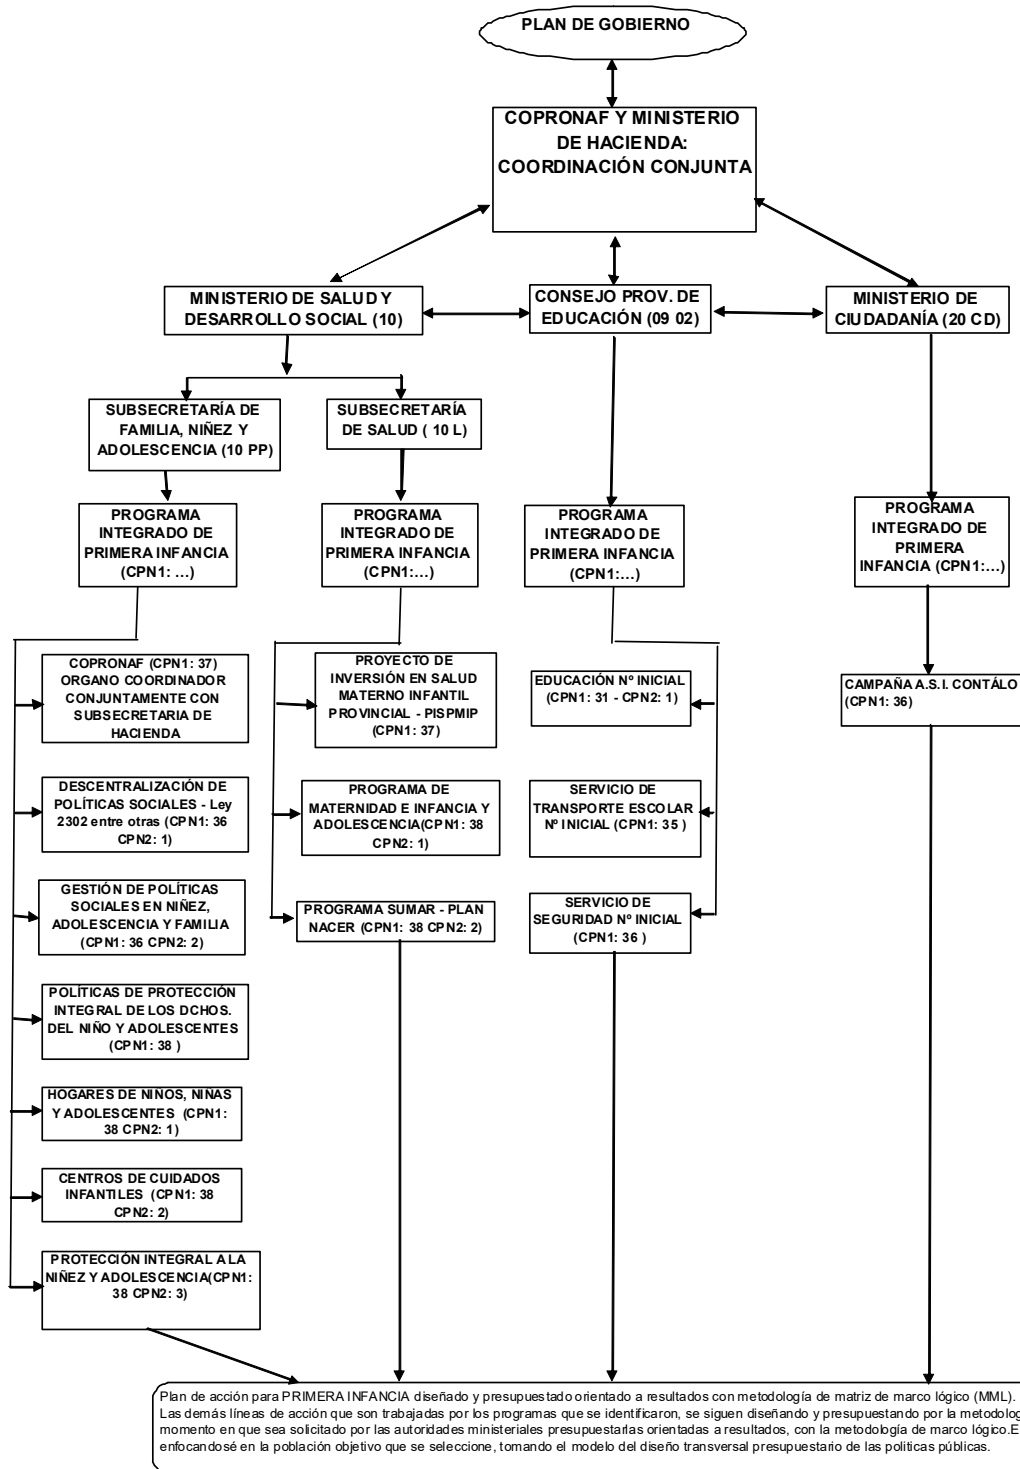 PLAN DE GOBIERNO
COPRONAF Y MINISTERIO
DE HACIENDA:
COORDINACIÓN CONJUNTA
MINISTERIO DE SALUD Y
DESARROLLO SOCIAL (10)
CONSEJO PROV. DE
EDUCACIÓN (09 02)
MINISTERIO DE
CIUDADANÍA (20 CD)
SUBSECRETARÍA DE
FAMILIA, NIÑEZ Y
ADOLESCENCIA (10 PP)
SUBSECRETARÍA
DE SALUD ( 10 L)
PROGRAMA
INTEGRADO DE
PRIMERA INFANCIA
(CPN1: ...)
PROGRAMA
INTEGRADO DE
PRIMERA INFANCIA
(CPN1:...)
PROGRAMA
INTEGRADO DE
PRIMERA INFANCIA
(CPN1:...)
PROGRAMA
INTEGRADO DE
PRIMERA
INFANCIA (CPN1:...)
COPRONAF (CPN1: 37)
ORGANO COORDINADOR
CONJUNTAMENTE CON
SUBSECRETARIA DE
HACIENDA
DESCENTRALIZACIÓN DE
POLÍTICAS SOCIALES - Ley
2302 entre otras (CPN1: 36
CPN2: 1)
GESTIÓN DE POLÍTICAS
SOCIALES EN NIÑEZ,
ADOLESCENCIA Y FAMILIA
(CPN1: 36 CPN2: 2)
POLÍTICAS DE PROTECCIÓN
INTEGRAL DE LOS DCHOS.
DEL NIÑO Y ADOLESCENTES
(CPN1: 38 )
HOGARES DE NIÑOS, NIÑAS
Y ADOLESCENTES (CPN1:
38 CPN2: 1)
CENTROS DE CUIDADOS
INFANTILES (CPN1: 38
CPN2: 2)
PROTECCIÓN INTEGRAL A LA
NIÑEZ Y ADOLESCENCIA(CPN1:
38 CPN2: 3)
PROYECTO DE
INVERSIÓN EN SALUD
MATERNO INFANTIL
PROVINCIAL - PISPMIP
(CPN1: 37)
PROGRAMA DE
MATERNIDAD E INFANCIA Y
ADOLESCENCIA(CPN1: 38
CPN2: 1)
PROGRAMA SUMAR - PLAN
NACER (CPN1: 38 CPN2: 2)
EDUCACIÓN Nº INICIAL
(CPN1: 31 - CPN2: 1)
SERVICIO DE
TRANSPORTE ESCOLAR
Nº INICIAL (CPN1: 35 )
SERVICIO DE
SEGURIDAD Nº INICIAL
(CPN1: 36 )
CAMPAÑA A.S.I. CONTÁLO
(CPN1: 36)
Plan de acción para PRIMERA INFANCIA diseñado y presupuestado orientado a resultados con metodología de matriz de marco lógico (MML).
Las demás líneas de acción que son trabajadas por los programas que se identificaron, se siguen diseñando y presupuestando por la metodolog
momento en que sea solicitado por las autoridades ministeriales presupuestarlas orientadas a resultados, con la metodología de marco lógico.E
enfocandosé en la población objetivo que se seleccione, tomando el modelo del diseño transversal presupuestario de las políticas públicas.